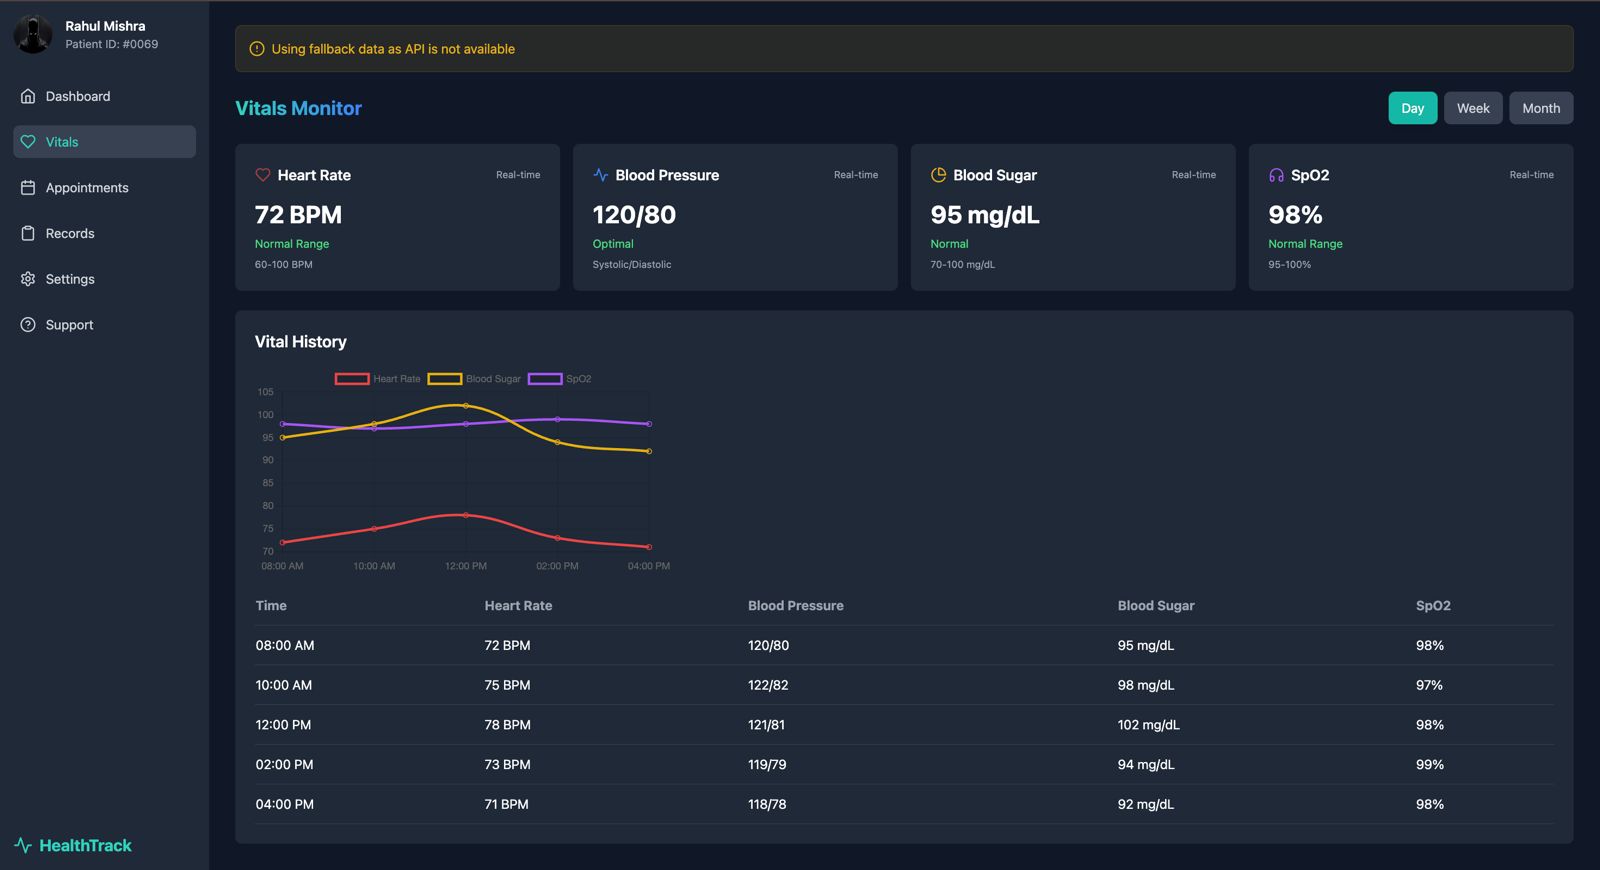 Rahul Mishra
Patient ID: #0069
Dashboard
Vitals
Appointments
Records
Settings
Support
HealthTrack
Using fallback data as API is not available
Vitals Monitor
Day Week Month
Heart Rate Real-time
72 BPM
Normal Range
60-100 BPM
Blood Pressure Real-time
120/80
Optimal
Systolic/Diastolic
Blood Sugar Real-time
95 mg/dL
Normal
70-100 mg/dL
SpO2 Real-time
98%
Normal Range
95-100%
Vital History
Heart Rate Blood Sugar SpO2
105
100
95
90
85
80
75
70
08:00 AM 10:00 AM 12:00 PM 02:00 PM 04:00 PM
Time Heart Rate Blood Pressure Blood Sugar SpO2
08:00 AM 72 BPM 120/80 95 mg/dL 98%
10:00 AM 75 BPM 122/82 98 mg/dL 97%
12:00 PM 78 BPM 121/81 102 mg/dL 98%
02:00 PM 73 BPM 119/79 94 mg/dL 99%
04:00 PM 71 BPM 118/78 92 mg/dL 98%